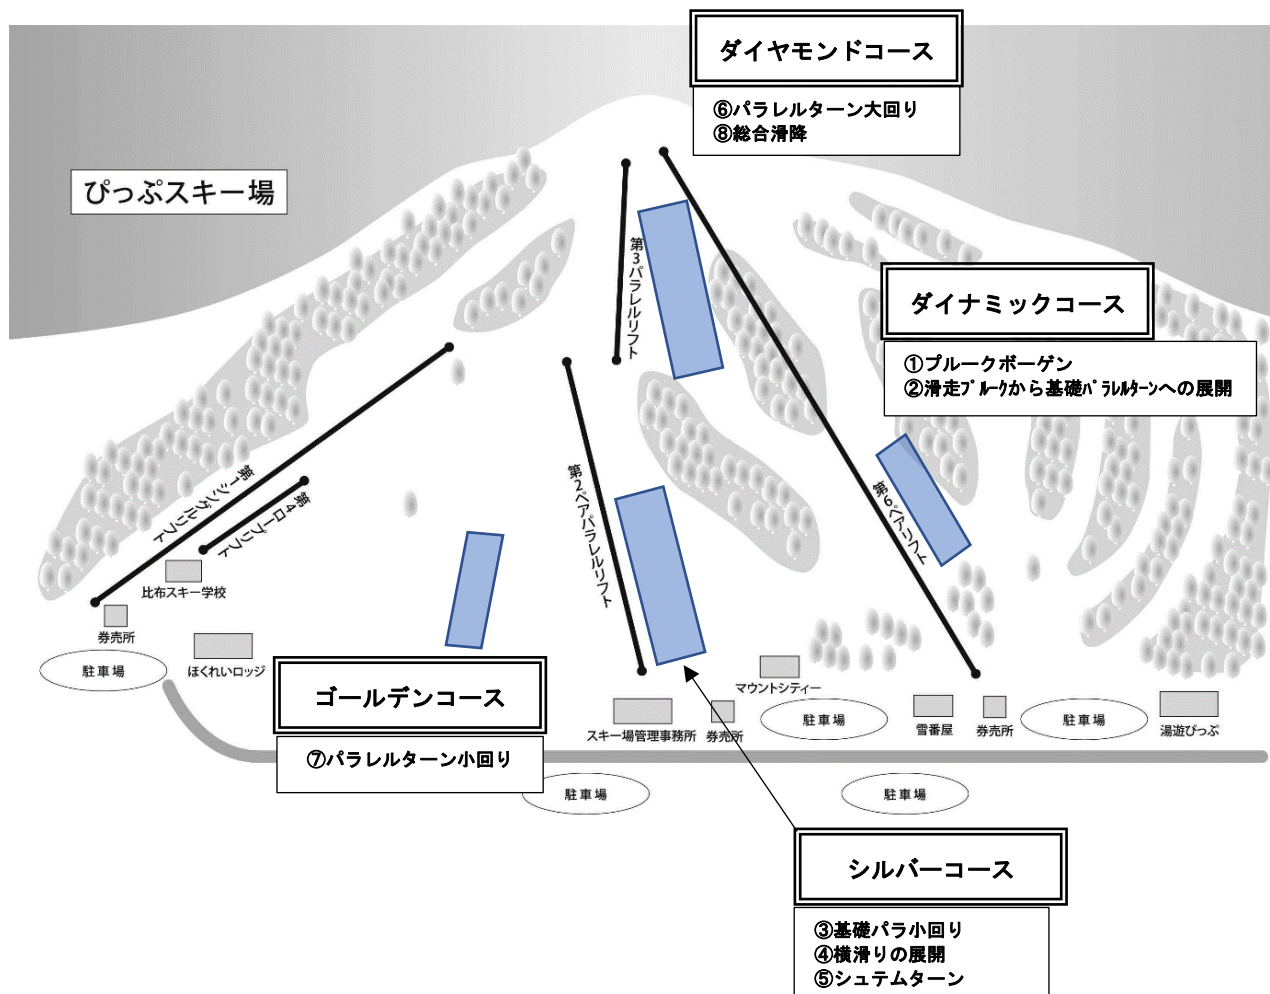 ダイヤモンドコース
⑥パラレルターン大回り
⑧総合滑降
ぴっぷスキー場
第3パラレルリフト
ダイナミックコース
①プルークボーゲン
②滑走プルークから基礎パラレルターンへの展開
第1シングルリフト
第4ロープリフト
第2ペアパラレルリフト
第6ペアリフト
比布スキー学校
券売所
駐車場
ほくれいロッジ
ゴールデンコース
⑦パラレルターン小回り
マウントシティー
スキー場管理事務所
券売所
駐車場
雪番屋
券売所
駐車場
湯遊ぴっぷ
駐車場
駐車場
シルバーコース
③基礎パラ小回り
④横滑りの展開
⑤シュテムターン